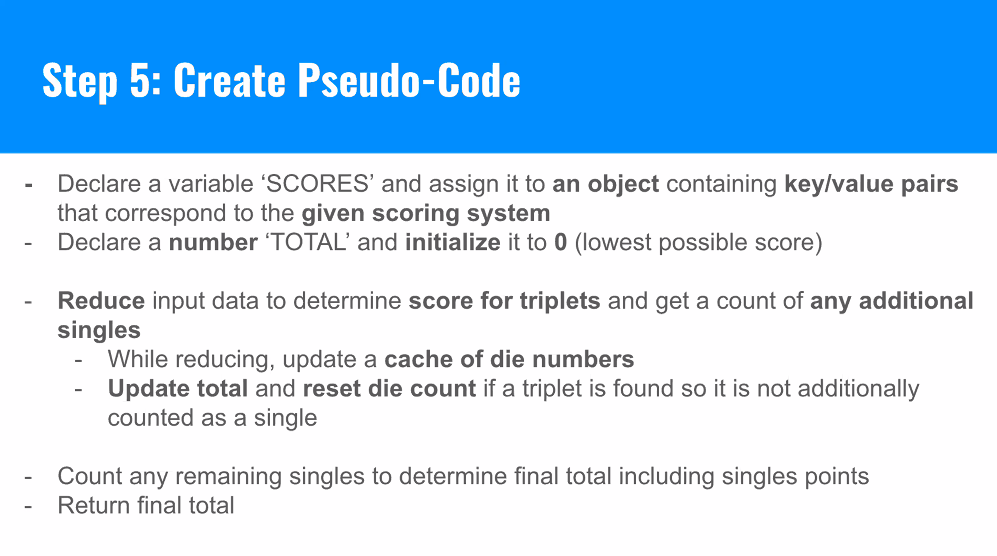 Step 5: Create Pseudo-Code
- Declare a variable ‘SCORES’ and assign it to an object containing key/value pairs
that correspond to the given scoring system
- Declare a number ‘TOTAL’ and initialize it to 0 (lowest possible score)
- Reduce input data to determine score for triplets and get a count of any additional
singles
- While reducing, update a cache of die numbers
- Update total and reset die count if a triplet is found so it is not additionally
counted as a single
- Count any remaining singles to determine final total including singles points
- Return final total